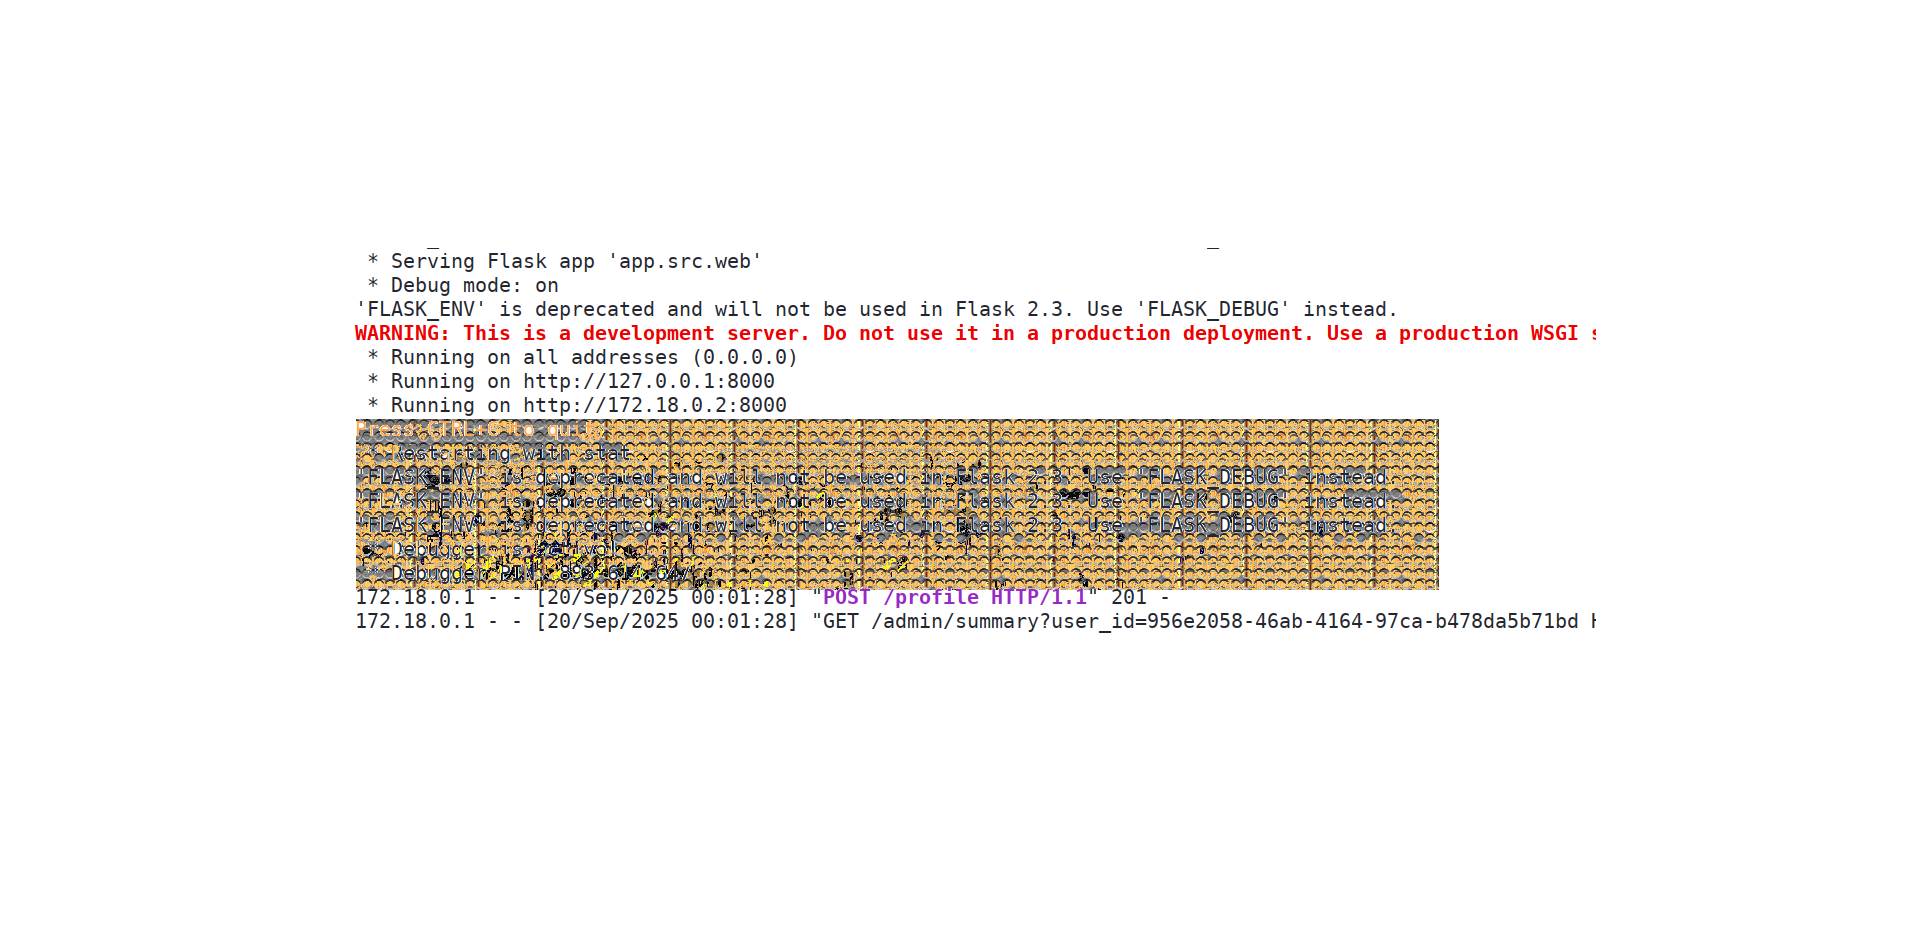 * Serving Flask app 'app.src.web'
* Debug mode: on
'FLASK_ENV' is deprecated and will not be used in Flask 2.3. Use 'FLASK_DEBUG' instead.
WARNING: This is a development server. Do not use it in a production deployment. Use a production WSGI
* Running on all addresses (0.0.0.0)
* Running on http://127.0.0.1:8000
* Running on http://172.18.0.2:8000
Press CTRL+C to quit
* Restarting with stat
'FLASK_ENV' is deprecated and will not be used in Flask 2.3. Use 'FLASK_DEBUG' instead.
'FLASK_ENV' is deprecated and will not be used in Flask 2.3. Use 'FLASK_DEBUG' instead.
'FLASK_ENV' is deprecated and will not be used in Flask 2.3. Use 'FLASK_DEBUG' instead.
* Debugger is active!
* Debugger PIN:
172.18.0.1 - - [20/Sep/2025 00:01:28] "POST /profile HTTP/1.1" 201 -
172.18.0.1 - - [20/Sep/2025 00:01:28] "GET /admin/summary?user_id=956e2058-46ab-4164-97ca-b478da5b71bd